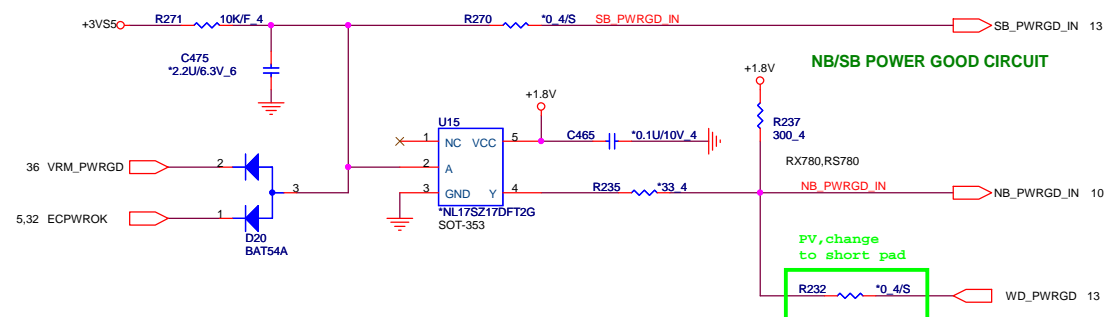 +3VS5
R271 10K/F_4
R270 *0_4/S
SB_PWRGD_IN
SB_PWRGD_IN 13
C475
*2.2U/6.3V_6
NB/SB POWER GOOD CIRCUIT
+1.8V
+1.8V
R237
300_4
U15
1 NC VCC 5
2 A
3 GND Y 4
*NL17SZ17DFT2G
SOT-353
C465 *0.1U/10V_4
36 VRM_PWRGD 2
3
5,32 ECPWROK 1
D20
BAT54A
RX780,RS780
R235 *33_4
NB_PWRGD_IN
NB_PWRGD_IN 10
PV,change
to short pad
R232 *0_4/S
WD_PWRGD 13